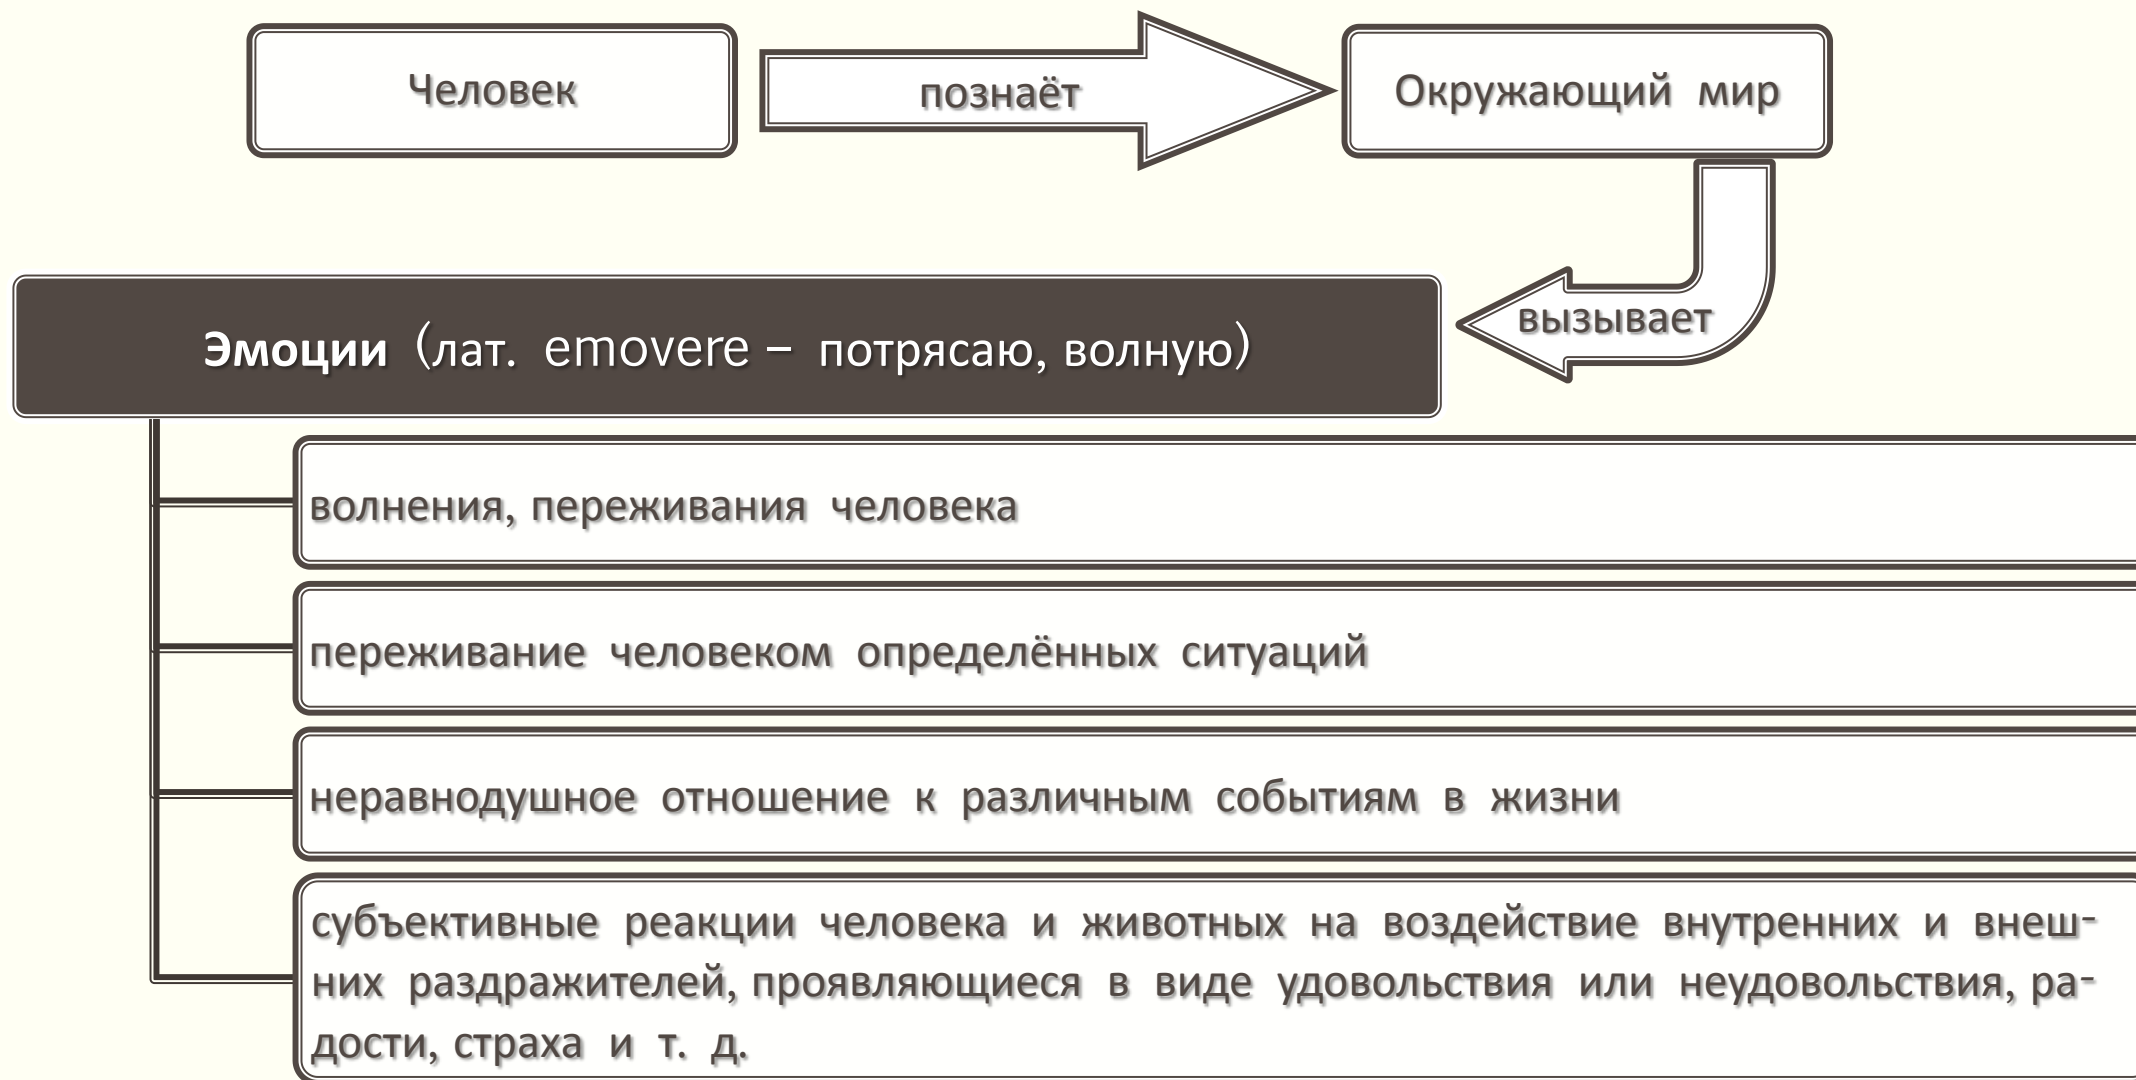 Человек
познаёт
Окружающий мир
вызывает
Эмоции (лат. emovere – потрясаю, волную)
волнения, переживания человека
переживание человеком определённых ситуаций
неравнодушное отношение к различным событиям в жизни
субъективные реакции человека и животных на воздействие внутренних и внеш-
них раздражителей, проявляющиеся в виде удовольствия или неудовольствия, ра-
дости, страха и т. д.